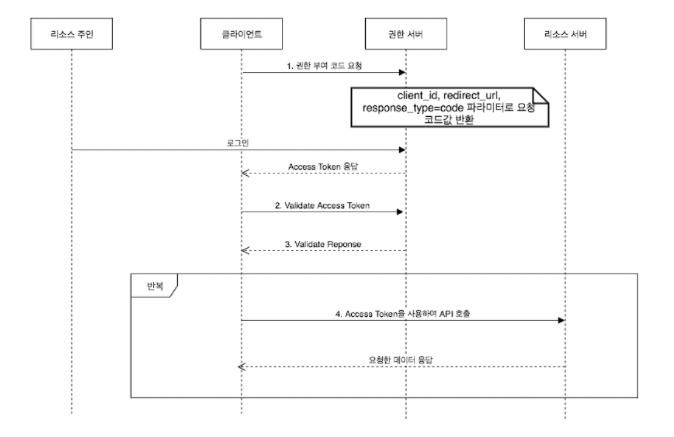 리소스 주인
클라이언트
권한 서버
리소스 서버
1. 권한 부여 코드 요청
client_id, redirect_url,
response_type=code 파라미터로 요청
코드값 반환
로그인
Access Token 응답
2. Validate Access Token
3. Validate Reponse
반복
4. Access Token을 사용하여 API 호출
요청한 데이터 응답